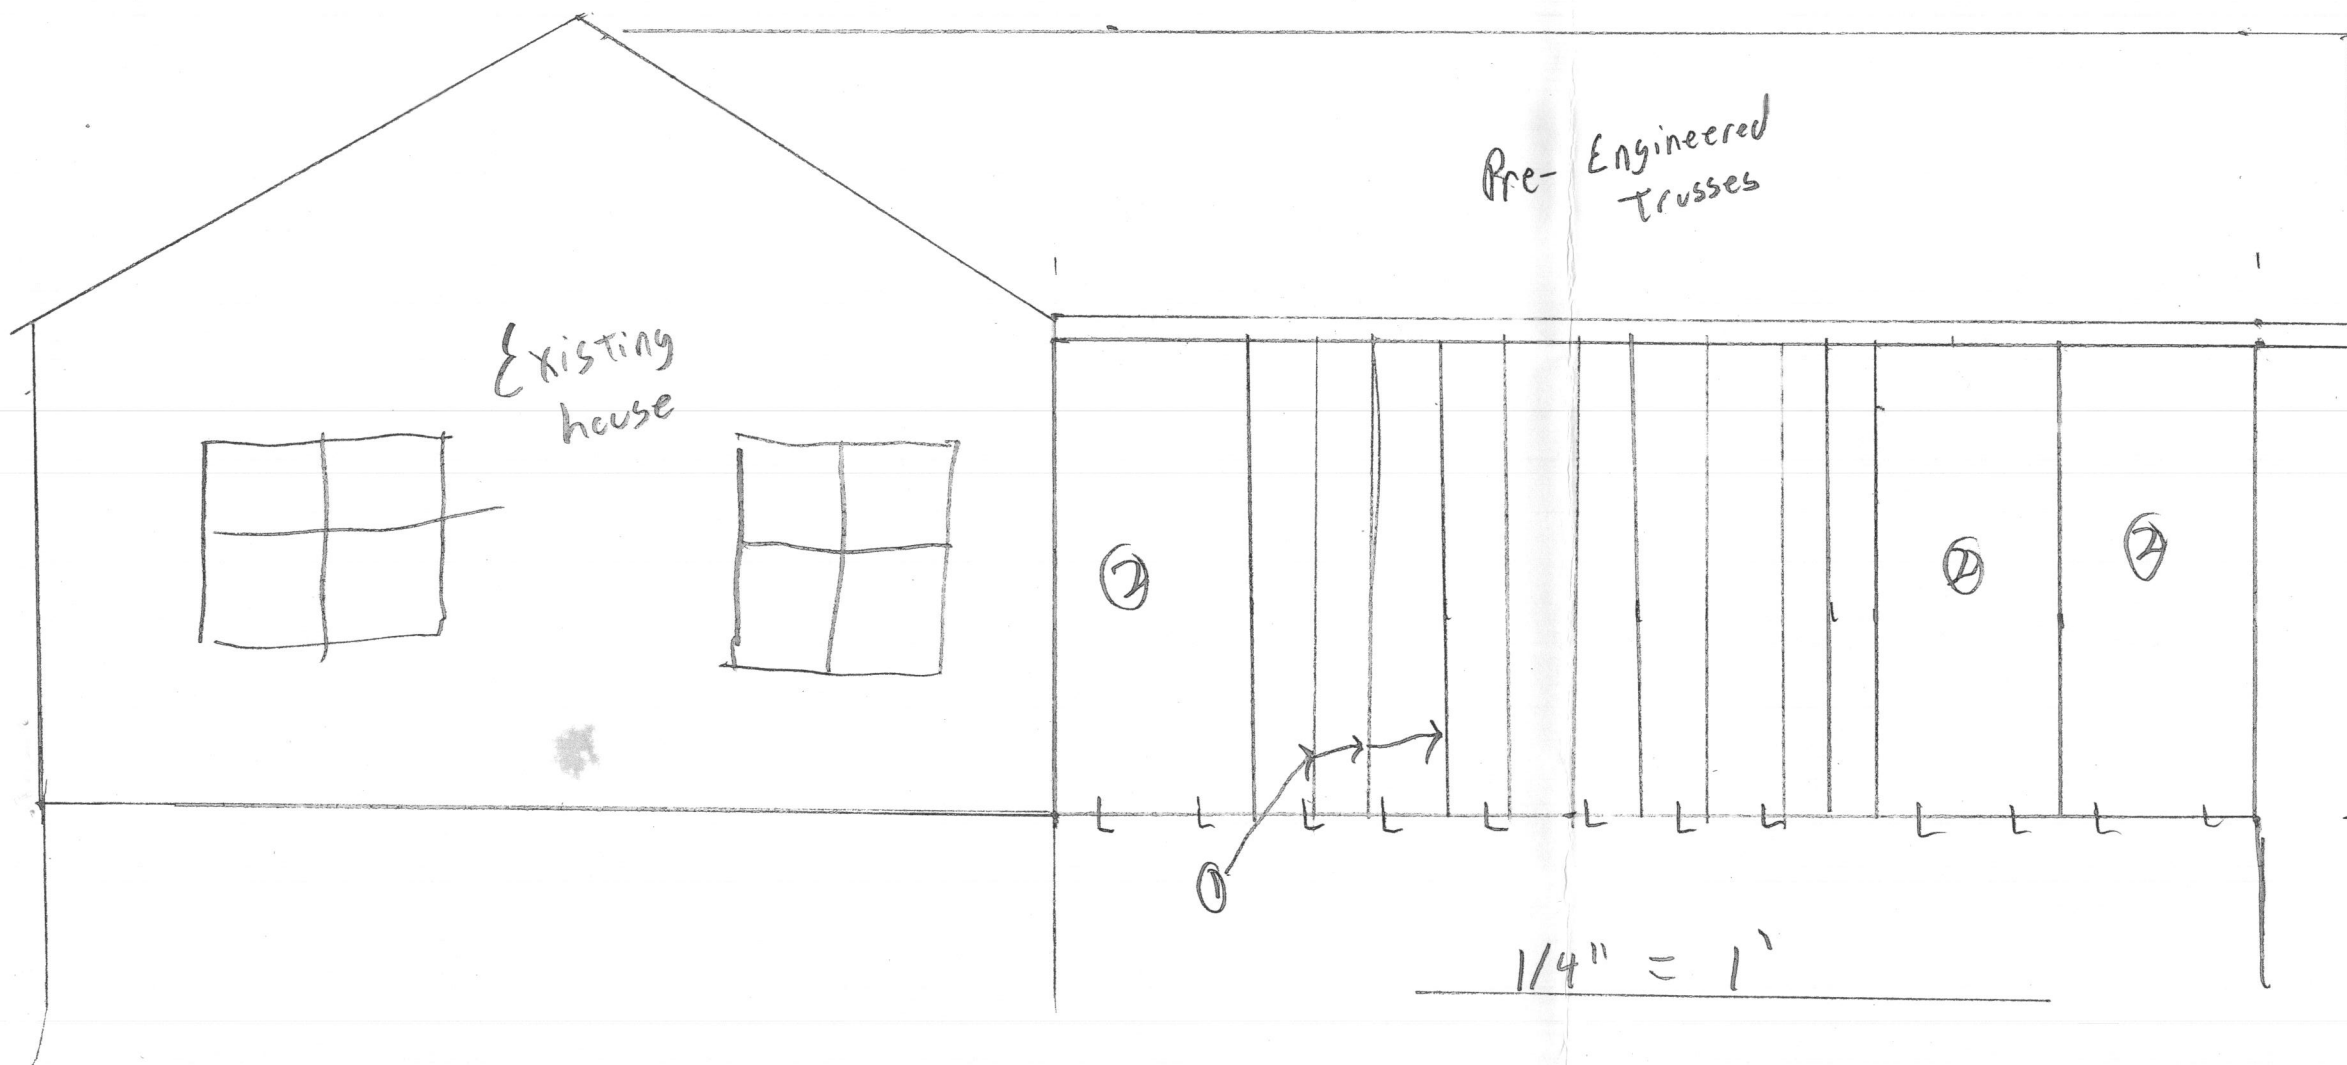 Pre- Engineered
trusses
Existing
house
②
②
②
L L L L L L L L L L L L
①
1/4" = 1'